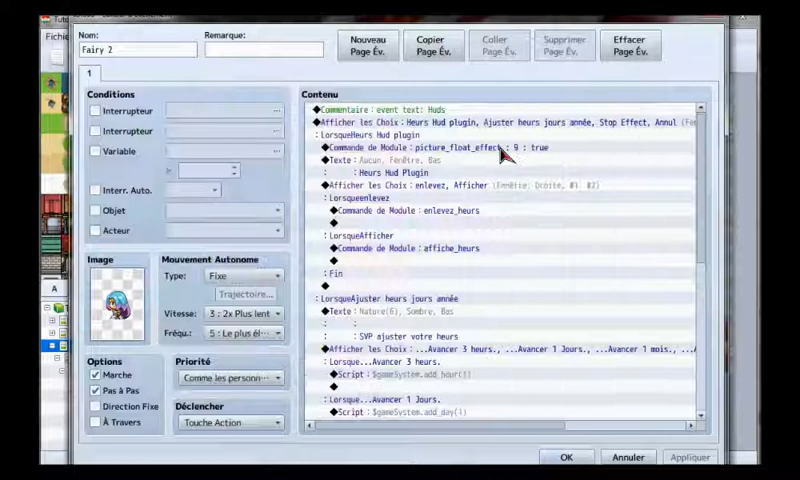 Nom:
Remarque:
Fairy 2
Nouveau
Page Év.
Copier
Page Év.
Coller
Page Év.
Supprimer
Page Év.
Effacer
Page Év.
1
Conditions
Interrupteur
Interrupteur
Variable
Interr. Auto.
Objet
Acteur
Image
Mouvement Autonome
Type:
Fixe
Trajectoire...
Vitesse:
3 : 2x Plus lent
Fréqu.:
5 : Le plus él...
Options
Marche
Pas à Pas
Direction Fixe
À Travers
Priorité
Comme les personn...
Déclencher
Touche Action
Contenu
◆Commentaire : event text: Huds
◆Afficher les Choix : Heurs Hud plugin, Ajuster heurs jours année, Stop Effect, Annul
: LorsqueHeurs Hud plugin
◆Commande de Module : picture_float_effect : 9 : true
◆Texte : Aucun, Fenêtre, Bas
: : Heurs Hud Plugin
◆Afficher les Choix : enlevez, Afficher (Fenêtre: Droite, #1, #2)
: Lorsqueenlevez
◆Commande de Module : enlevez_heurs
◆
: LorsqueAfficher
◆Commande de Module : affiche_heurs
◆
: Fin
◆
: LorsqueAjuster heurs jours année
◆Texte : Nature(6), Sombre, Bas
: :
: : SVP ajuster votre heurs
◆Afficher les Choix : ...Avancer 3 heurs., ...Avancer 1 Jours., ...Avancer 1 mois., ...A
: Lorsque...Avancer 3 heurs.
◆Script : $gameSystem.add_hour(1)
◆
: Lorsque...Avancer 1 Jours.
◆Script : $gameSystem.add_day(1)
OK
Annuler
Appliquer